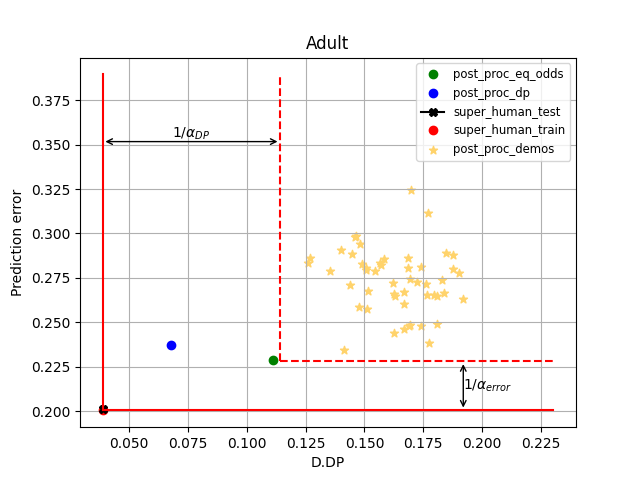 Adult
post_proc_eq_odds
post_proc_dp
super_human_test
super_human_train
post_proc_demos
1/α_DP
1/α_error
Prediction error
0.375
0.350
0.325
0.300
0.275
0.250
0.225
0.200
0.050
0.075
0.100
0.125
0.150
0.175
0.200
0.225
D.DP